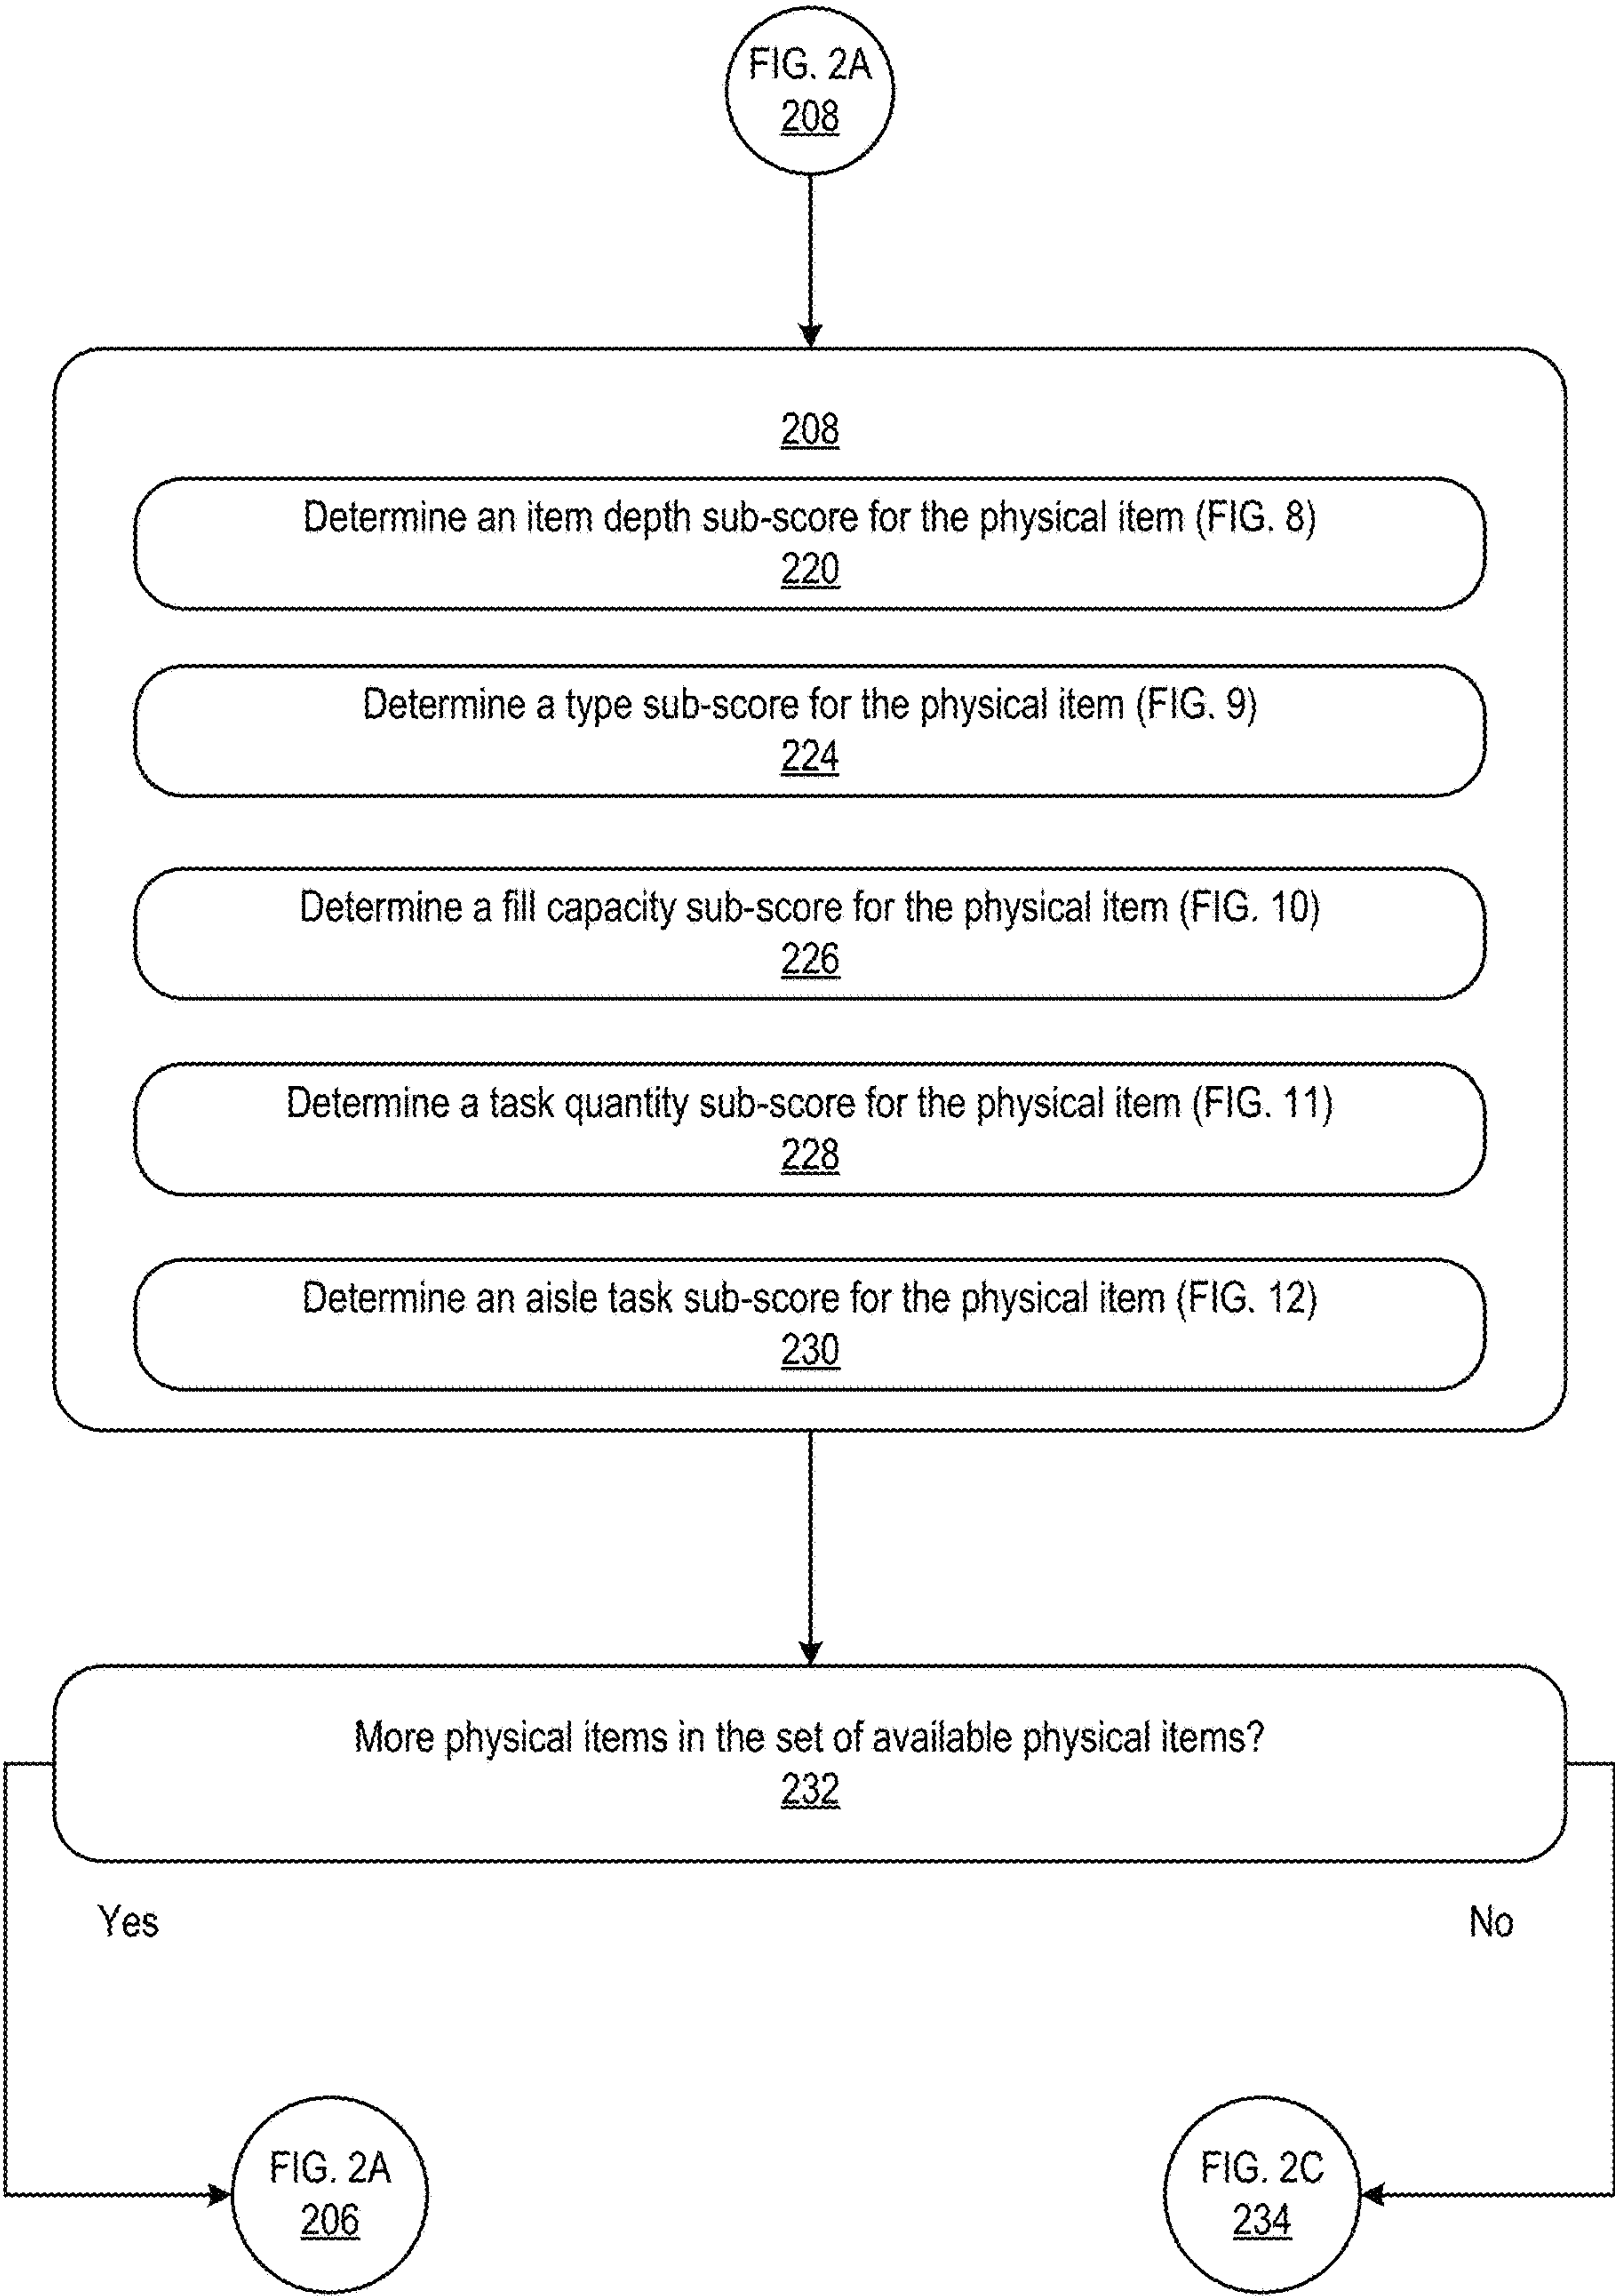 FIG. 2A
208
208
Determine an item depth sub-score for the physical item (FIG. 8)
220
Determine a type sub-score for the physical item (FIG. 9)
224
Determine a fill capacity sub-score for the physical item (FIG. 10)
226
Determine a task quantity sub-score for the physical item (FIG. 11)
228
Determine an aisle task sub-score for the physical item (FIG. 12)
230
More physical items in the set of available physical items?
232
Yes
No
FIG. 2A
206
FIG. 2C
234